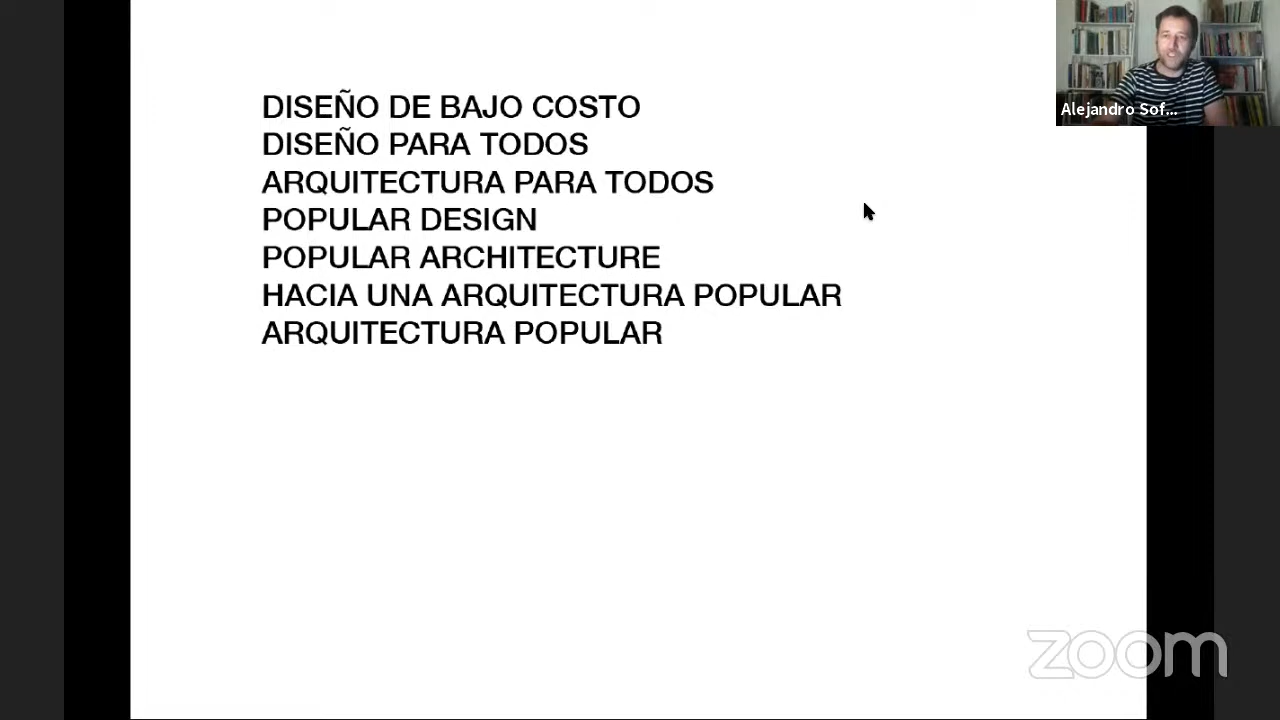 DISEÑO DE BAJO COSTO
DISEÑO PARA TODOS
ARQUITECTURA PARA TODOS
POPULAR DESIGN
POPULAR ARCHITECTURE
HACIA UNA ARQUITECTURA POPULAR
ARQUITECTURA POPULAR
Alejandro Sof...
zoom